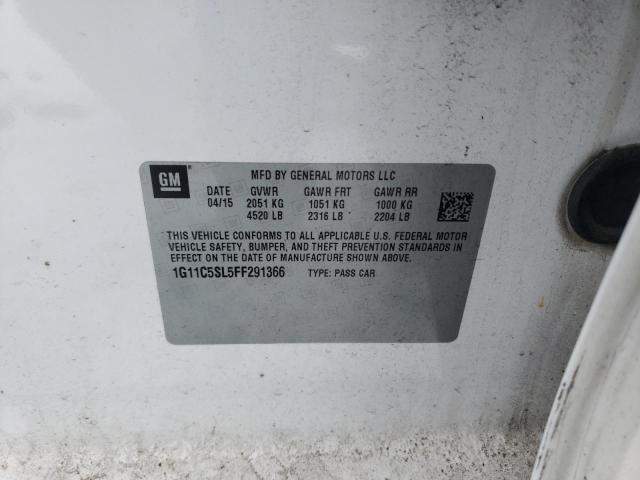 GM
MFD BY GENERAL MOTORS LLC
DATE GVWR GAWR FRT GAWR RR
04/15 2051 KG 1051 KG 1000 KG
4520 LB 2316 LB 2204 LB
THIS VEHICLE CONFORMS TO ALL APPLICABLE U.S. FEDERAL MOTOR
VEHICLE SAFETY, BUMPER, AND THEFT PREVENTION STANDARDS IN
EFFECT ON THE DATE OF MANUFACTURE SHOWN ABOVE.
1G11C5SL5FF291366 TYPE: PASS CAR